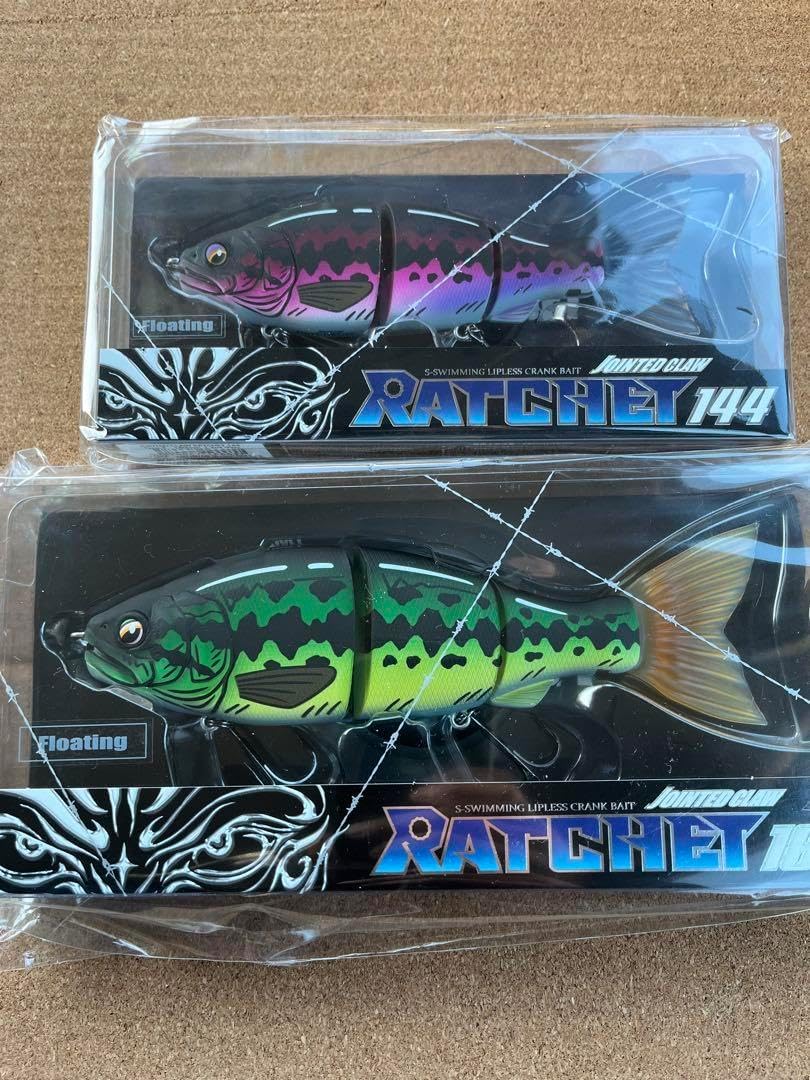 Floating
S-SWIMMING LIPLESS CRANK BAIT JOINTED CLAW
RATCHET 144
Floating
S-SWIMMING LIPLESS CRANK BAIT JOINTED CLAW
RATCHET